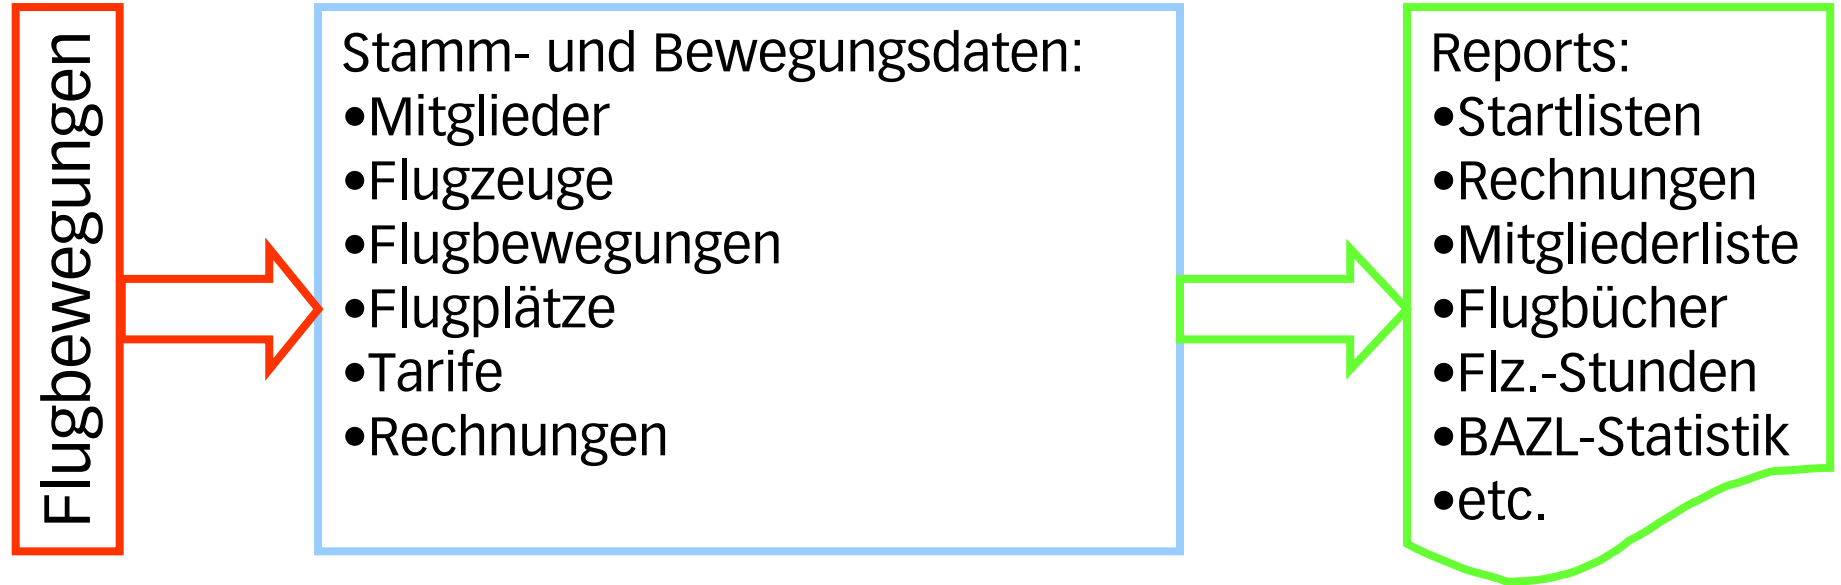 Flugbewegungen
Stamm- und Bewegungsdaten:
•Mitglieder
•Flugzeuge
•Flugbewegungen
•Flugplätze
•Tarife
•Rechnungen
Reports:
•Startlisten
•Rechnungen
•Mitgliederliste
•Flugbücher
•Flz.-Stunden
•BAZL-Statistik
•etc.